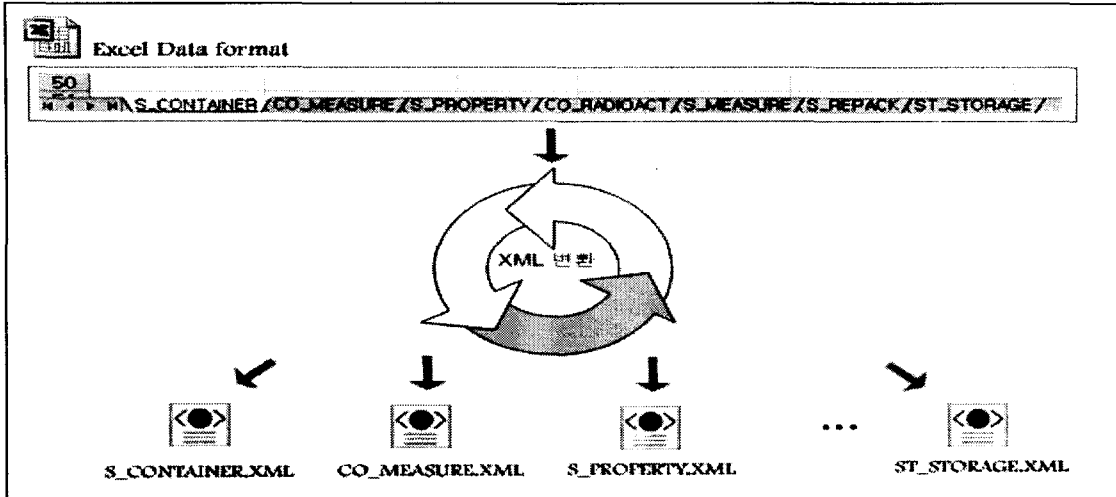 Excel Data format
50
S_CONTAINER/CO_MEASURE/S_PROPERTY/CO_RADIOACT/S_MEASURE/S_REPACK/ST_STORAGE/
XML 변환
S_CONTAINER.XML
CO_MEASURE.XML
S_PROPERTY.XML
...
ST_STORAGE.XML